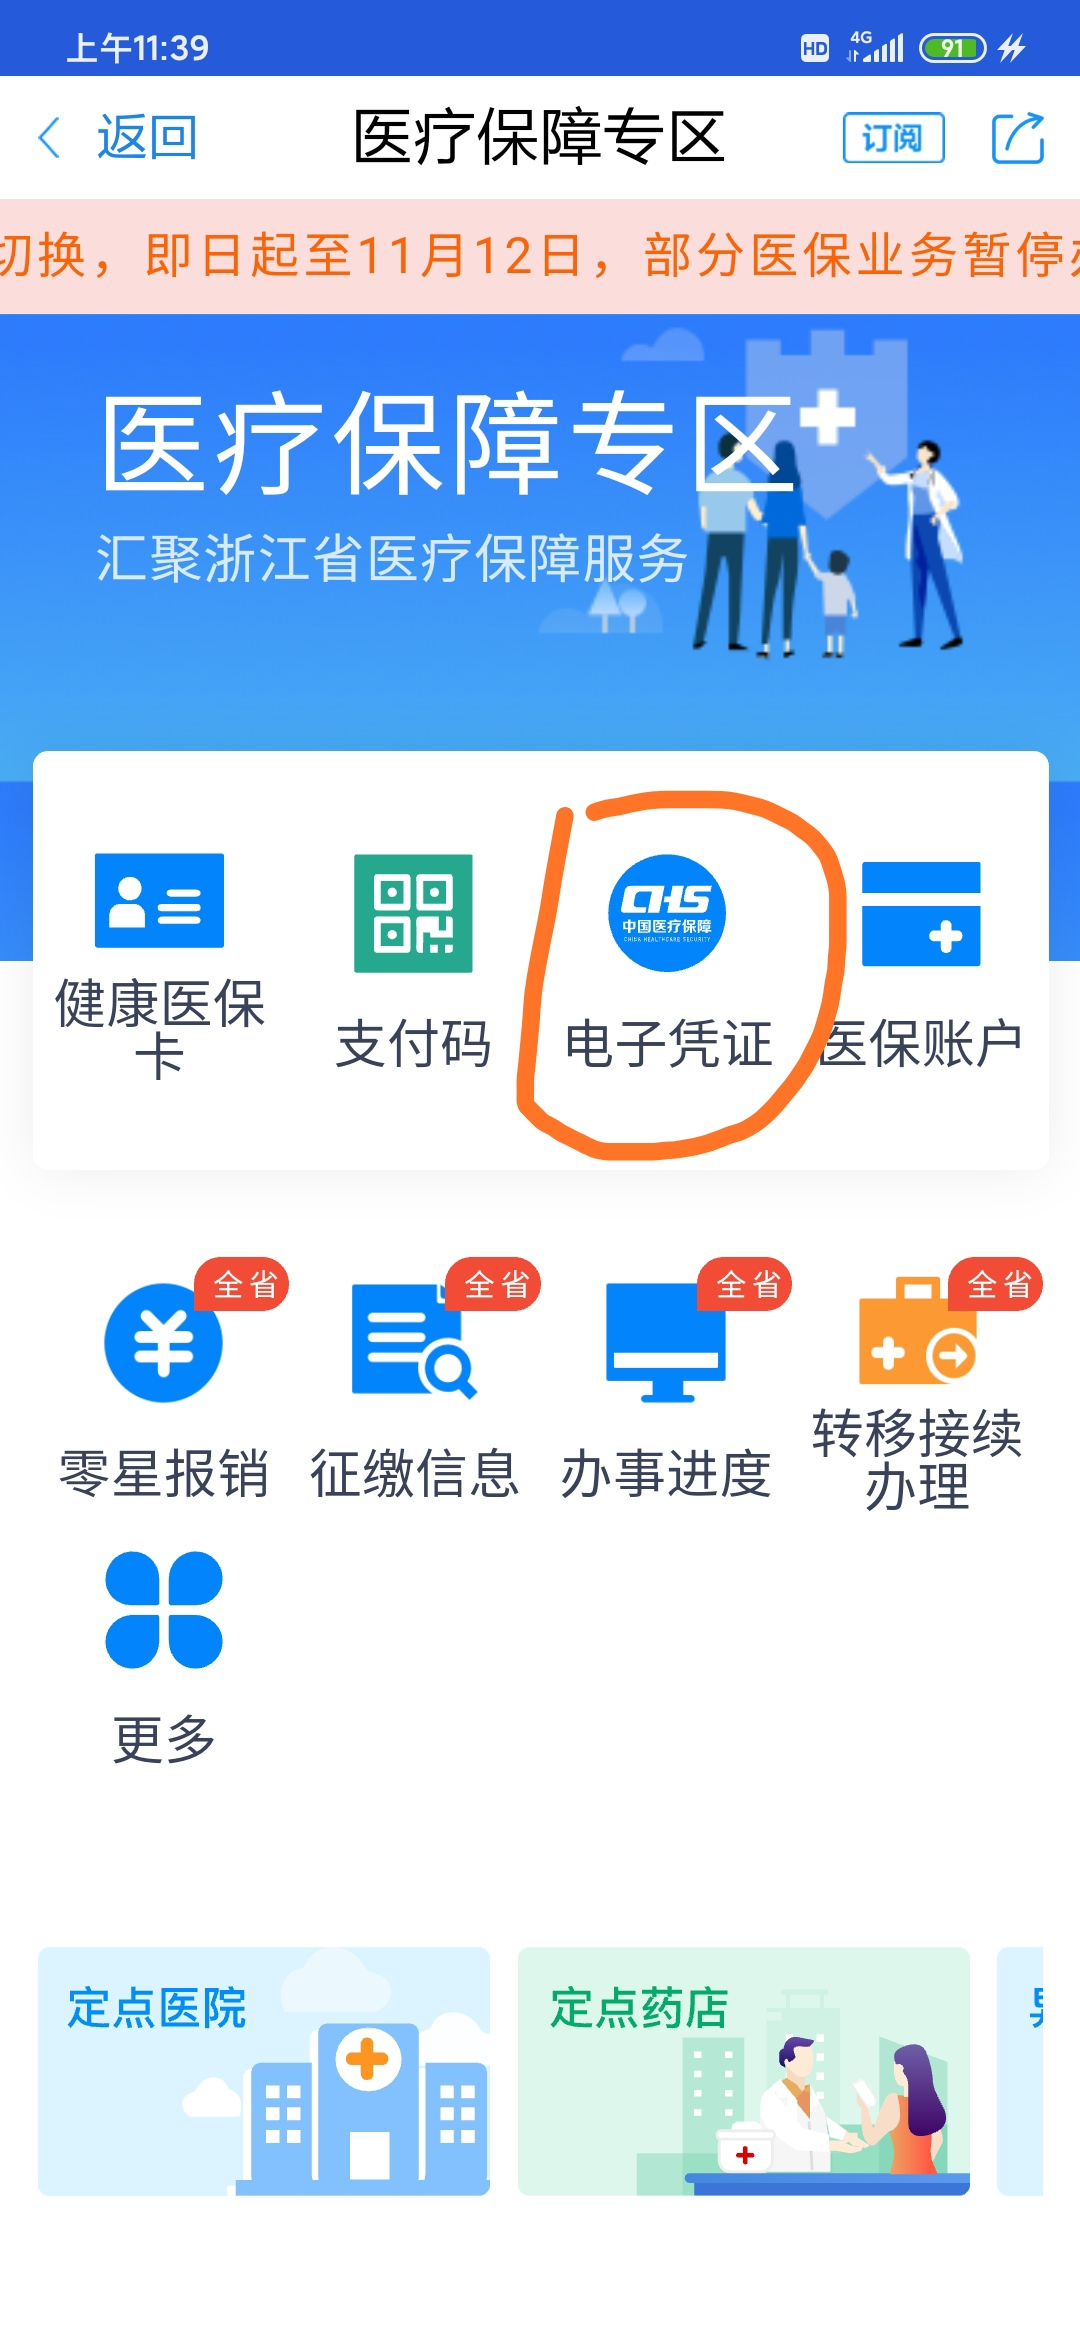 上午11:39
HD 4G 91
返回 医疗保障专区 订阅
切换，即日起至11月12日，部分医保业务暂停
医疗保障专区
汇聚浙江省医疗保障服务
CHS
中国医疗保障
CHINA HEALTHCARE SECURITY
健康医保卡
支付码
电子凭证
医保账户
全省 全省 全省 全省
零星报销
征缴信息
办事进度
转移接续办理
更多
定点医院 定点药店